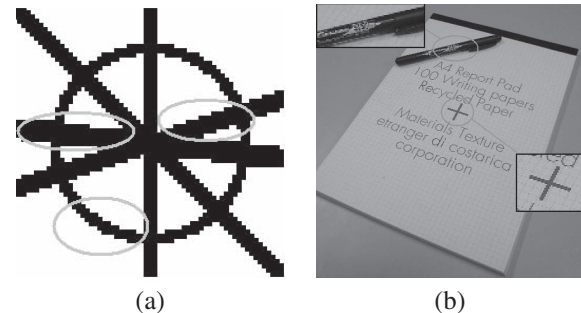 A4 Report Pad
100 Writing papers
Recycled Paper
Materials Texture
etranger di costarica
corporation
(a)
(b)